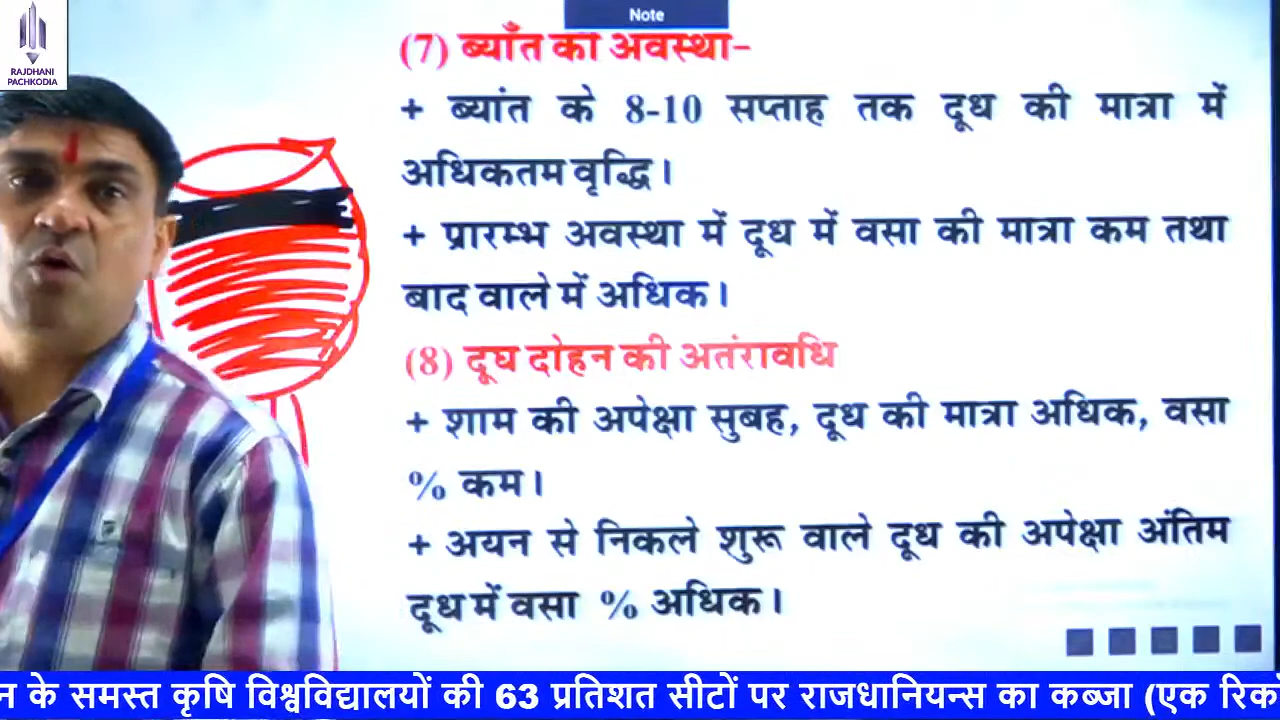 Note
RAJDHANI
PACHKODIA
(7) ब्याँत की अवस्था-
+ ब्यांत के 8-10 सप्ताह तक दूध की मात्रा में
अधिकतम वृद्धि।
+ प्रारम्भ अवस्था में दूध में वसा की मात्रा कम तथा
बाद वाले में अधिक।
(8) दूघ दोहन की अतंरावधि
+ शाम की अपेक्षा सुबह, दूध की मात्रा अधिक, वसा
% कम।
+ अयन से निकले शुरू वाले दूध की अपेक्षा अंतिम
दूध में वसा % अधिक।
न के समस्त कृषि विश्वविद्यालयों की 63 प्रतिशत सीटों पर राजधानियन्स का कब्जा (एक रिकॉ